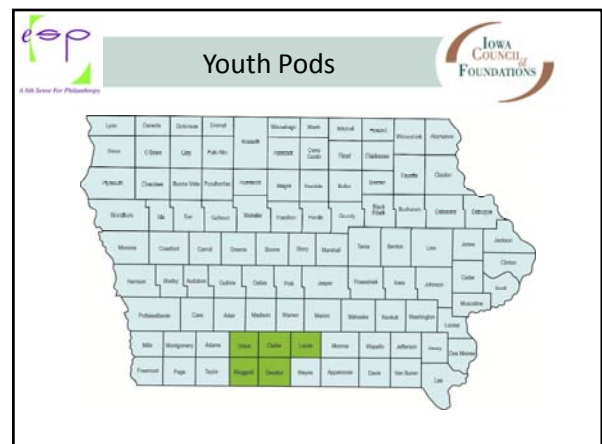 esp
A 6th Sense For Philanthropy
Youth Pods
IOWA
COUNCIL
of
FOUNDATIONS
Lyon Osceola Dickinson Emmet Winnebago Worth Mitchell Howard Winneshiek Allamakee
Kossuth
Sioux O'Brien Clay Palo Alto Hancock Cerro Gordo Floyd Chickasaw
Fayette Clayton
Plymouth Cherokee Buena Vista Pocahontas Humboldt Wright Franklin Butler Bremer
Woodbury Ida Sac Calhoun Webster Hamilton Hardin Grundy Black Hawk Buchanan Delaware Dubuque
Monona Crawford Carroll Greene Boone Story Marshall Tama Benton Linn Jones Jackson
Clinton
Harrison Shelby Audubon Guthrie Dallas Polk Jasper Poweshiek Iowa Johnson Cedar Scott
Muscatine
Pottawattamie Cass Adair Madison Warren Marion Mahaska Keokuk Washington
Louisa
Mills Montgomery Adams Union Clarke Lucas Monroe Wapello Jefferson Henry Des Moines
Fremont Page Taylor Ringgold Decatur Wayne Appanoose Davis Van Buren
Lee